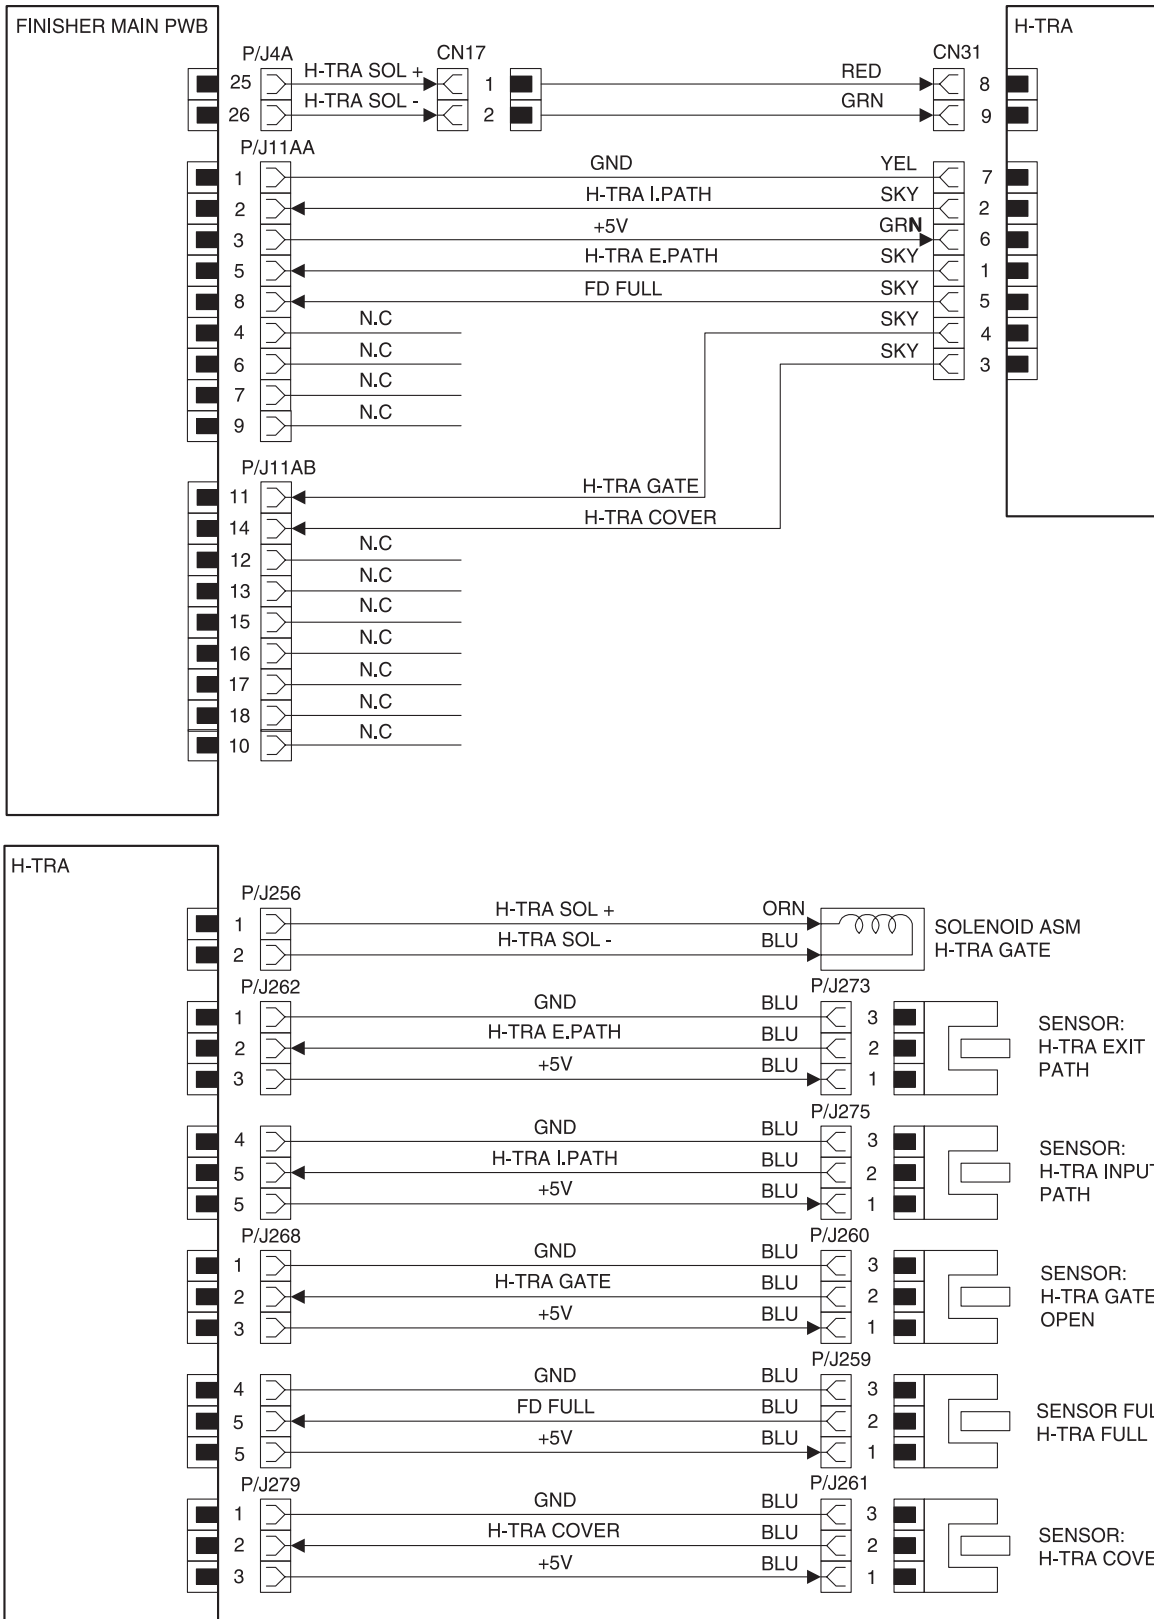 FINISHER MAIN PWB
H-TRA
P/J4A CN17 CN31
25 H-TRA SOL + 1 RED 8
26 H-TRA SOL - 2 GRN 9
P/J11AA
1 GND YEL 7
2 H-TRA I.PATH SKY 2
3 +5V GRN 6
5 H-TRA E.PATH SKY 1
8 FD FULL SKY 5
4 N.C SKY 4
6 N.C SKY 3
7 N.C
9 N.C
P/J11AB
11 H-TRA GATE
14 H-TRA COVER
12 N.C
13 N.C
15 N.C
16 N.C
17 N.C
18 N.C
10 N.C
H-TRA
P/J256
1 H-TRA SOL + ORN
2 H-TRA SOL - BLU
SOLENOID ASM
H-TRA GATE
P/J262 P/J273
1 GND BLU 3
2 H-TRA E.PATH BLU 2
3 +5V BLU 1
SENSOR:
H-TRA EXIT
PATH
P/J275
4 GND BLU 3
5 H-TRA I.PATH BLU 2
5 +5V BLU 1
SENSOR:
H-TRA INPUT
PATH
P/J268 P/J260
1 GND BLU 3
2 H-TRA GATE BLU 2
3 +5V BLU 1
SENSOR:
H-TRA GATE
OPEN
P/J259
4 GND BLU 3
5 FD FULL BLU 2
5 +5V BLU 1
SENSOR FUL
H-TRA FULL
P/J279 P/J261
1 GND BLU 3
2 H-TRA COVER BLU 2
3 +5V BLU 1
SENSOR:
H-TRA COVE